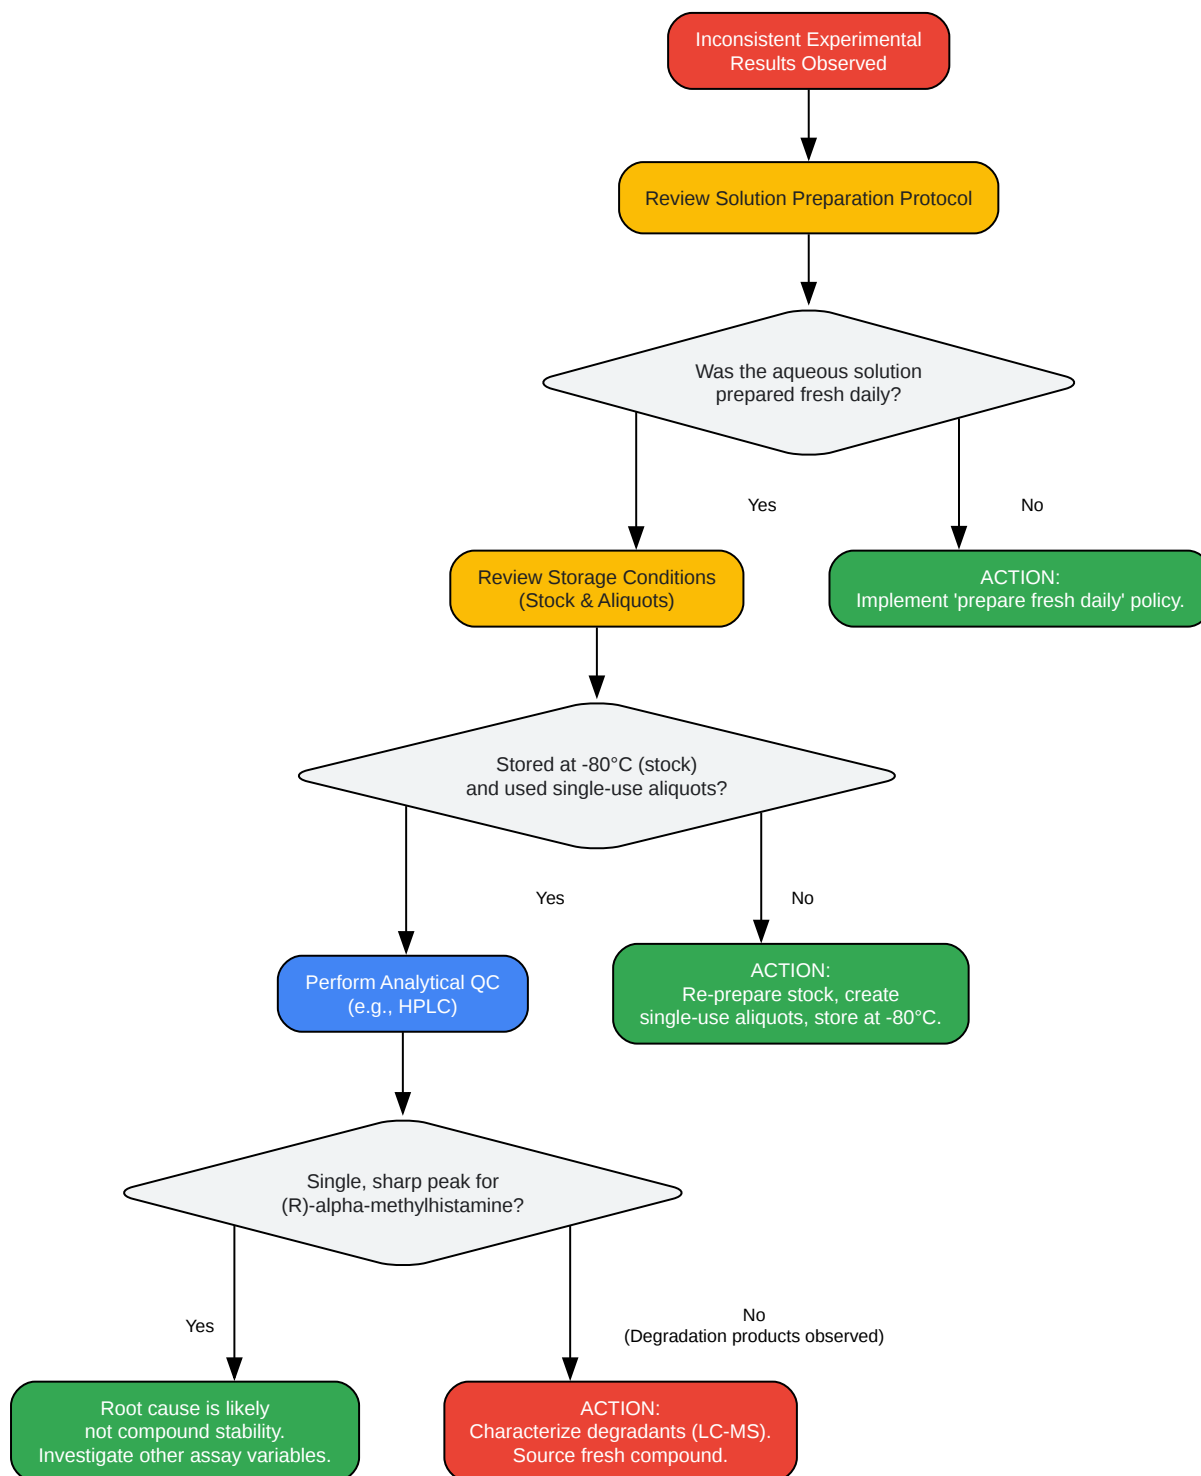 Inconsistent Experimental
Results Observed
Review Solution Preparation Protocol
Was the aqueous solution
prepared fresh daily?
Yes
No
Review Storage Conditions
(Stock & Aliquots)
ACTION:
Implement 'prepare fresh daily' policy.
Stored at -80°C (stock)
and used single-use aliquots?
Yes
No
Perform Analytical QC
(e.g., HPLC)
ACTION:
Re-prepare stock, create
single-use aliquots, store at -80°C.
Single, sharp peak for
(R)-alpha-methylhistamine?
Yes
No
(Degradation products observed)
Root cause is likely
not compound stability.
Investigate other assay variables.
ACTION:
Characterize degradants (LC-MS).
Source fresh compound.